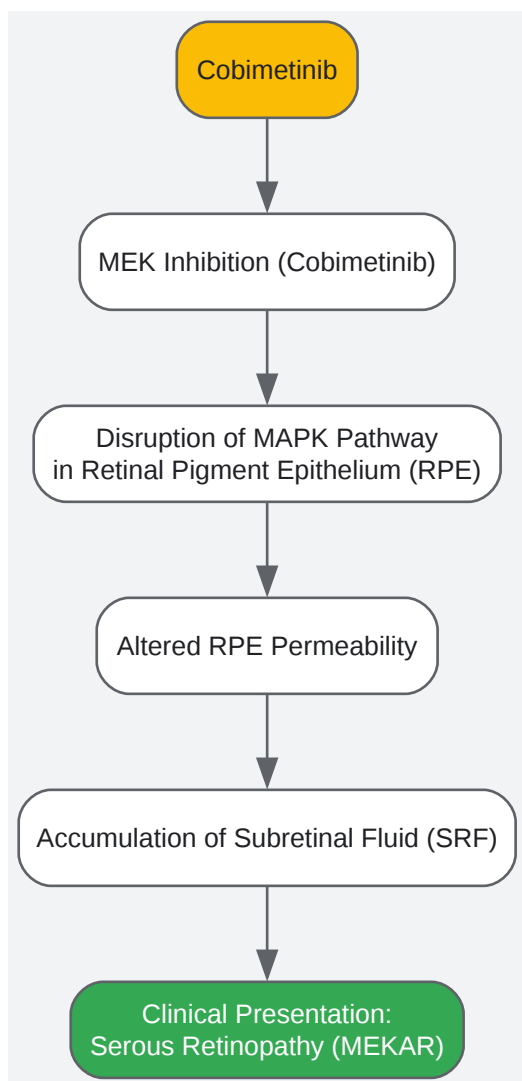 Cobimetinib
MEK Inhibition (Cobimetinib)
Disruption of MAPK Pathway
in Retinal Pigment Epithelium (RPE)
Altered RPE Permeability
Accumulation of Subretinal Fluid (SRF)
Clinical Presentation:
Serous Retinopathy (MEKAR)